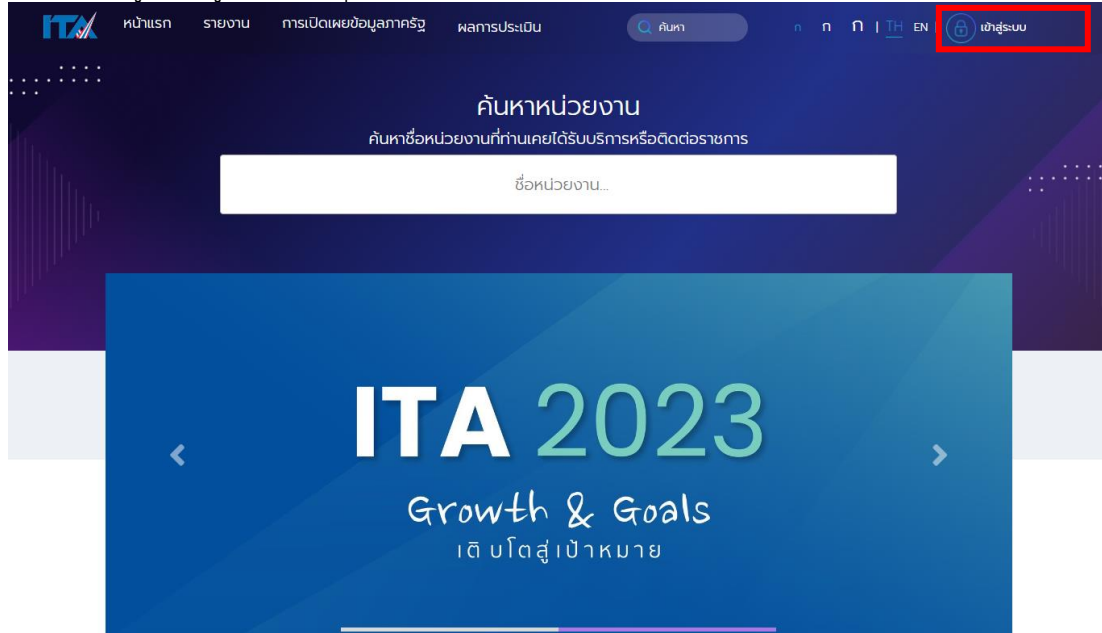 ITA หน้าแรก รายงาน การเปิดเผยข้อมูลภาครัฐ ผลการประเมิน ค้นหา ก ก ก | TH EN | เข้าสู่ระบบ
ค้นหาหน่วยงาน
ค้นหาชื่อหน่วยงานที่ท่านเคยได้รับบริการหรือติดต่อราชการ
ชื่อหน่วยงาน...
ITA 2023
Growth & Goals
เติบโตสู่เป้าหมาย